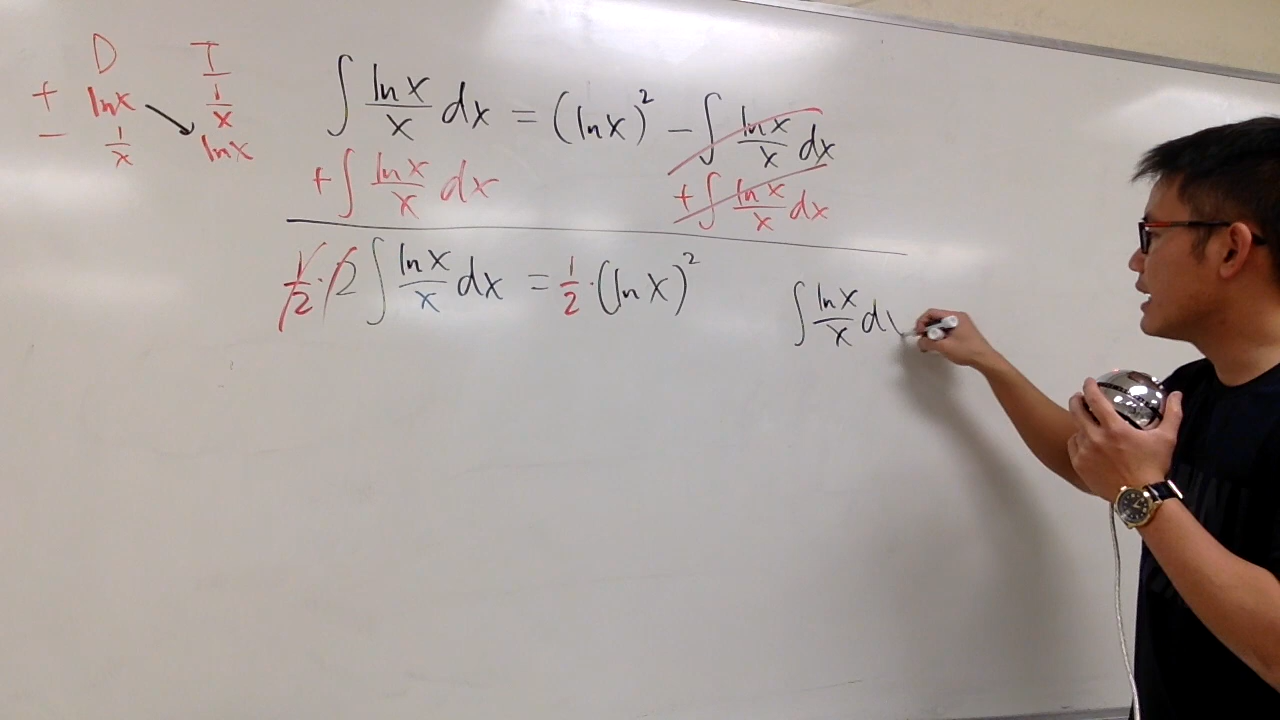 D I
+ ln x 1/x
− 1/x ln x
∫ ln x / x dx = (ln x)² − ∫ ln x / x dx
+ ∫ ln x / x dx + ∫ ln x / x dx
1/2 · 2 ∫ ln x / x dx = 1/2 · (ln x)²
∫ ln x / x dx